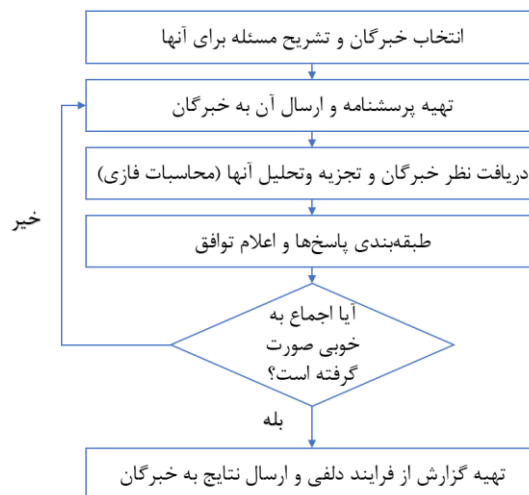 انتخاب خبرگان و تشریح مسئله برای آنها
تهیه پرسشنامه و ارسال آن به خبرگان
دریافت نظر خبرگان و تجزیه وتحلیل آنها (محاسبات فازی)
خیر
طبقه‌بندی پاسخ‌ها و اعلام توافق
آیا اجماع به
خوبی صورت
گرفته است؟
بله
تهیه گزارش از فرایند دلفی و ارسال نتایج به خبرگان